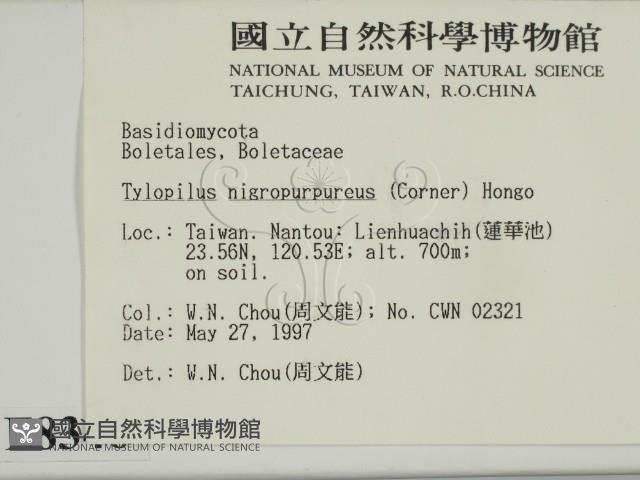 國立自然科學博物館
NATIONAL MUSEUM OF NATURAL SCIENCE
TAICHUNG, TAIWAN, R.O.CHINA
Basidiomycota
Boletales, Boletaceae
Tylopilus nigropurpureus (Corner) Hongo
Loc.: Taiwan. Nantou: Lienhuachih(蓮華池)
23.56N, 120.53E; alt. 700m;
on soil.
Col.: W.N. Chou(周文能); No. CWN 02321
Date: May 27, 1997
Det.: W.N. Chou(周文能)
國立自然科學博物館
NATIONAL MUSEUM OF NATURAL SCIENCE